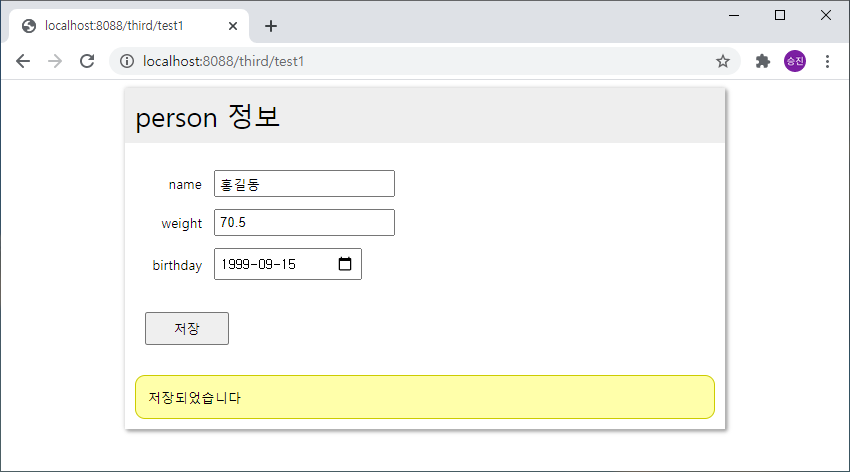 localhost:8088/third/test1
localhost:8088/third/test1
승진
person 정보
name 홍길동
weight 70.5
birthday 1999-09-15
저장
저장되었습니다